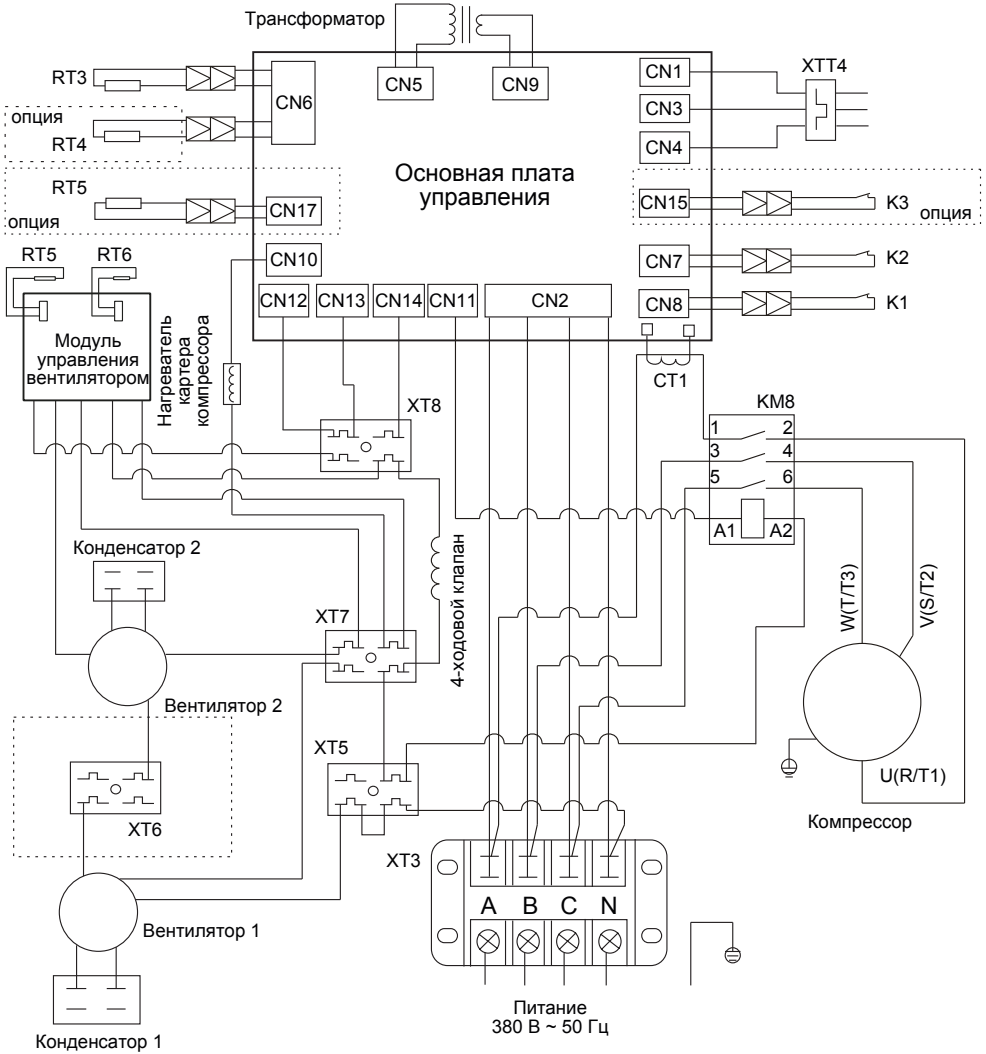 Трансформатор
RT3
CN6
CN5
CN9
CN1
XTT4
опция
RT4
CN3
CN4
Основная плата
управления
RT5
опция
CN17
CN15
K3
опция
RT5
RT6
CN10
CN7
K2
CN12
CN13
CN14
CN11
CN2
CN8
K1
Модуль
управления
вентилятором
Нагреватель
картера
компрессора
CT1
XT8
KM8
1
2
3
4
5
6
A1
A2
Конденсатор 2
4-ходовой клапан
W(T/T3)
V(S/T2)
XT7
Вентилятор 2
XT5
U(R/T1)
XT6
Компрессор
XT3
A
B
C
N
Вентилятор 1
Питание
380 В ~ 50 Гц
Конденсатор 1